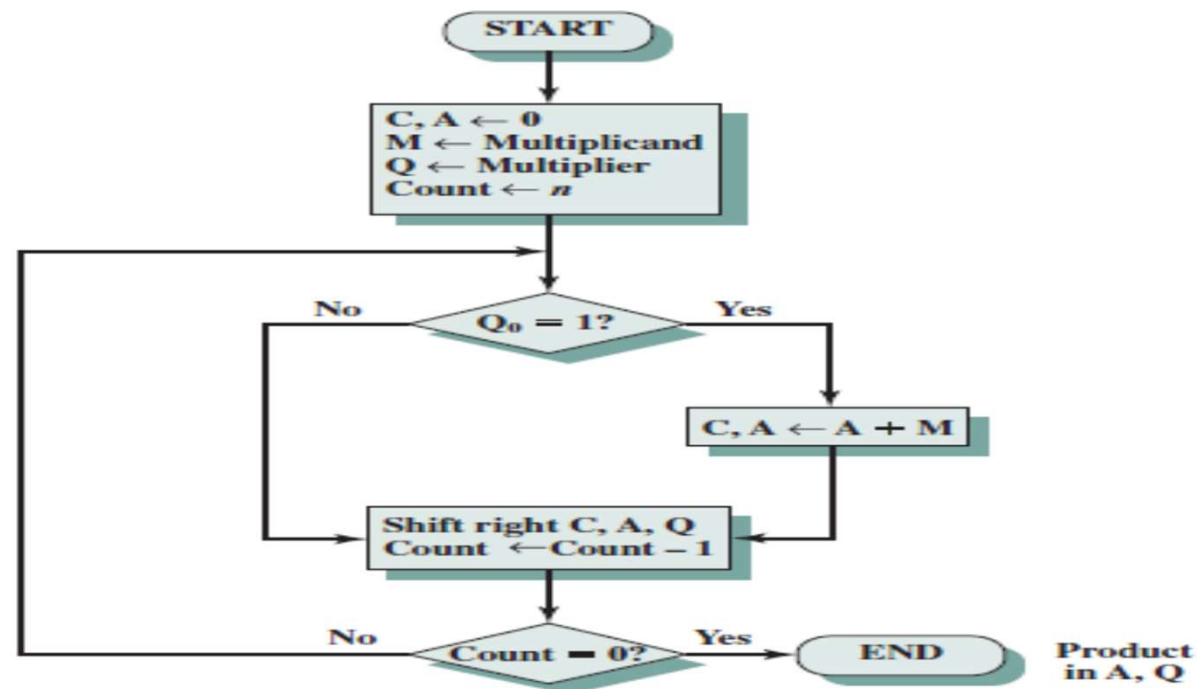 START
C, A ← 0
M ← Multiplicand
Q ← Multiplier
Count ← n
No
Q₀ = 1?
Yes
C, A ← A + M
Shift right C, A, Q
Count ← Count – 1
No
Count = 0?
Yes
END
Product
in A, Q